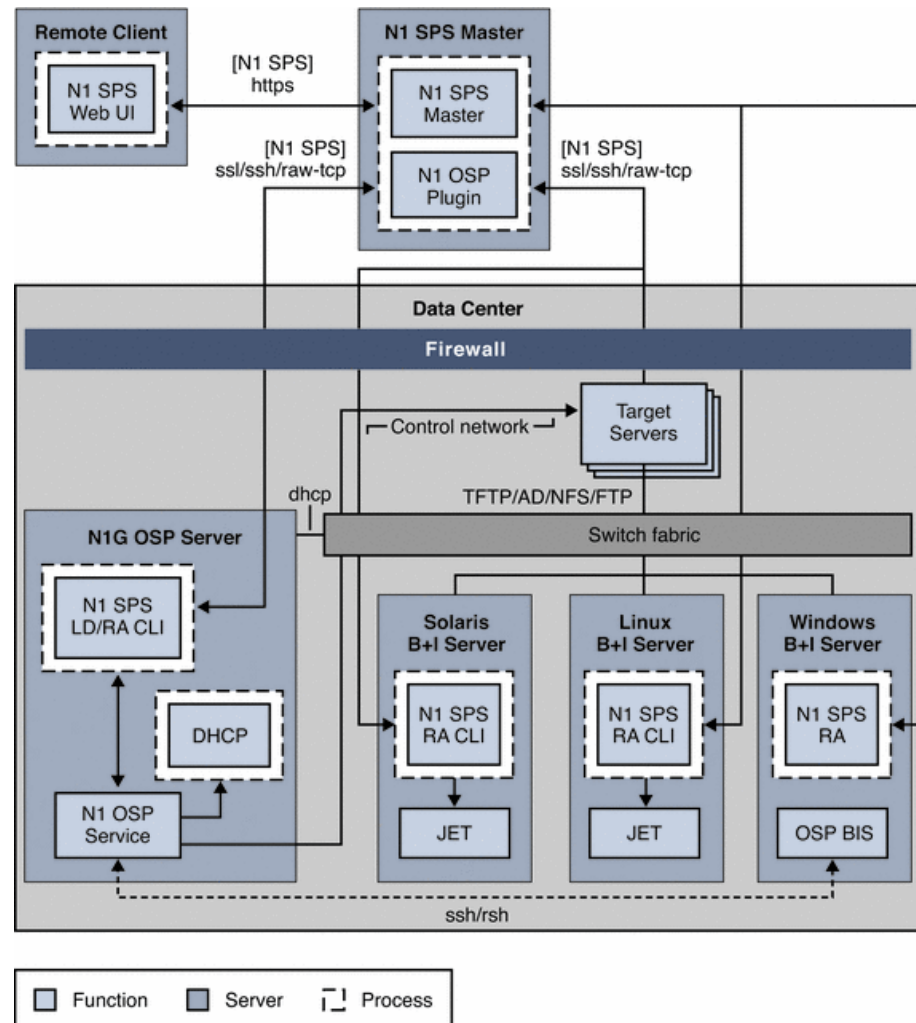 Remote Client
N1 SPS
Web UI
[N1 SPS]
https
N1 SPS Master
N1 SPS
Master
N1 OSP
Plugin
[N1 SPS]
ssl/ssh/raw-tcp
[N1 SPS]
ssl/ssh/raw-tcp
Data Center
Firewall
Control network
Target
Servers
dhcp
TFTP/AD/NFS/FTP
Switch fabric
N1G OSP Server
N1 SPS
LD/RA CLI
DHCP
N1 OSP
Service
Solaris
B+I Server
N1 SPS
RA CLI
JET
Linux
B+I Server
N1 SPS
RA CLI
JET
Windows
B+I Server
N1 SPS
RA
OSP BIS
ssh/rsh
Function
Server
Process